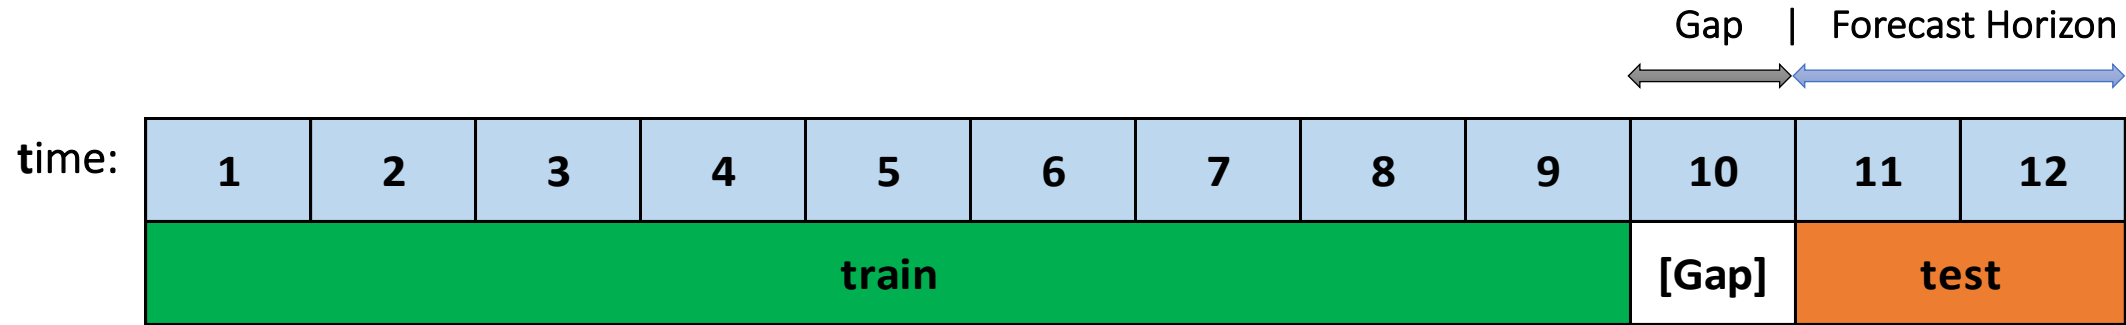 Gap | Forecast Horizon
time: 1 2 3 4 5 6 7 8 9 10 11 12
train [Gap] test